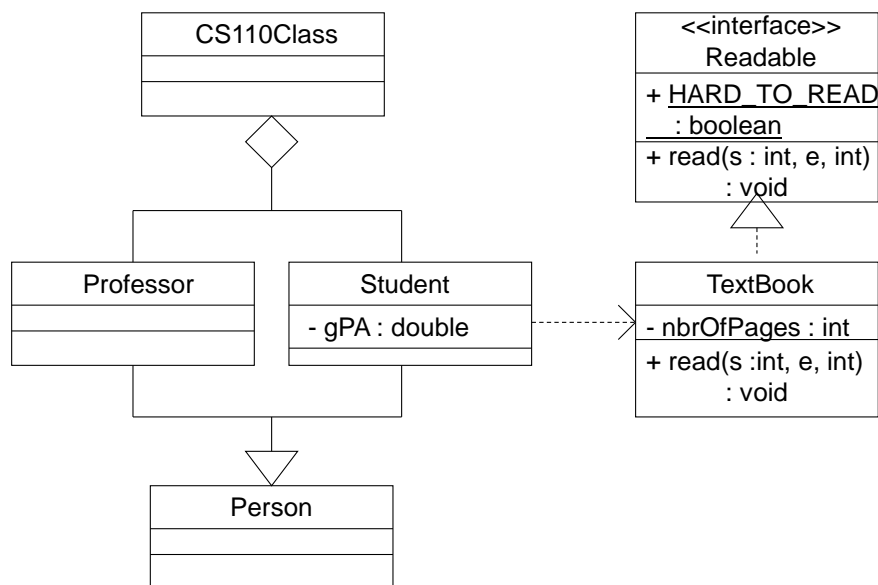 CS110Class
<<interface>>
Readable
+ HARD_TO_READ
: boolean
+ read(s : int, e, int)
: void
Professor
Student
- gPA : double
TextBook
- nbrOfPages : int
+ read(s :int, e, int)
: void
Person